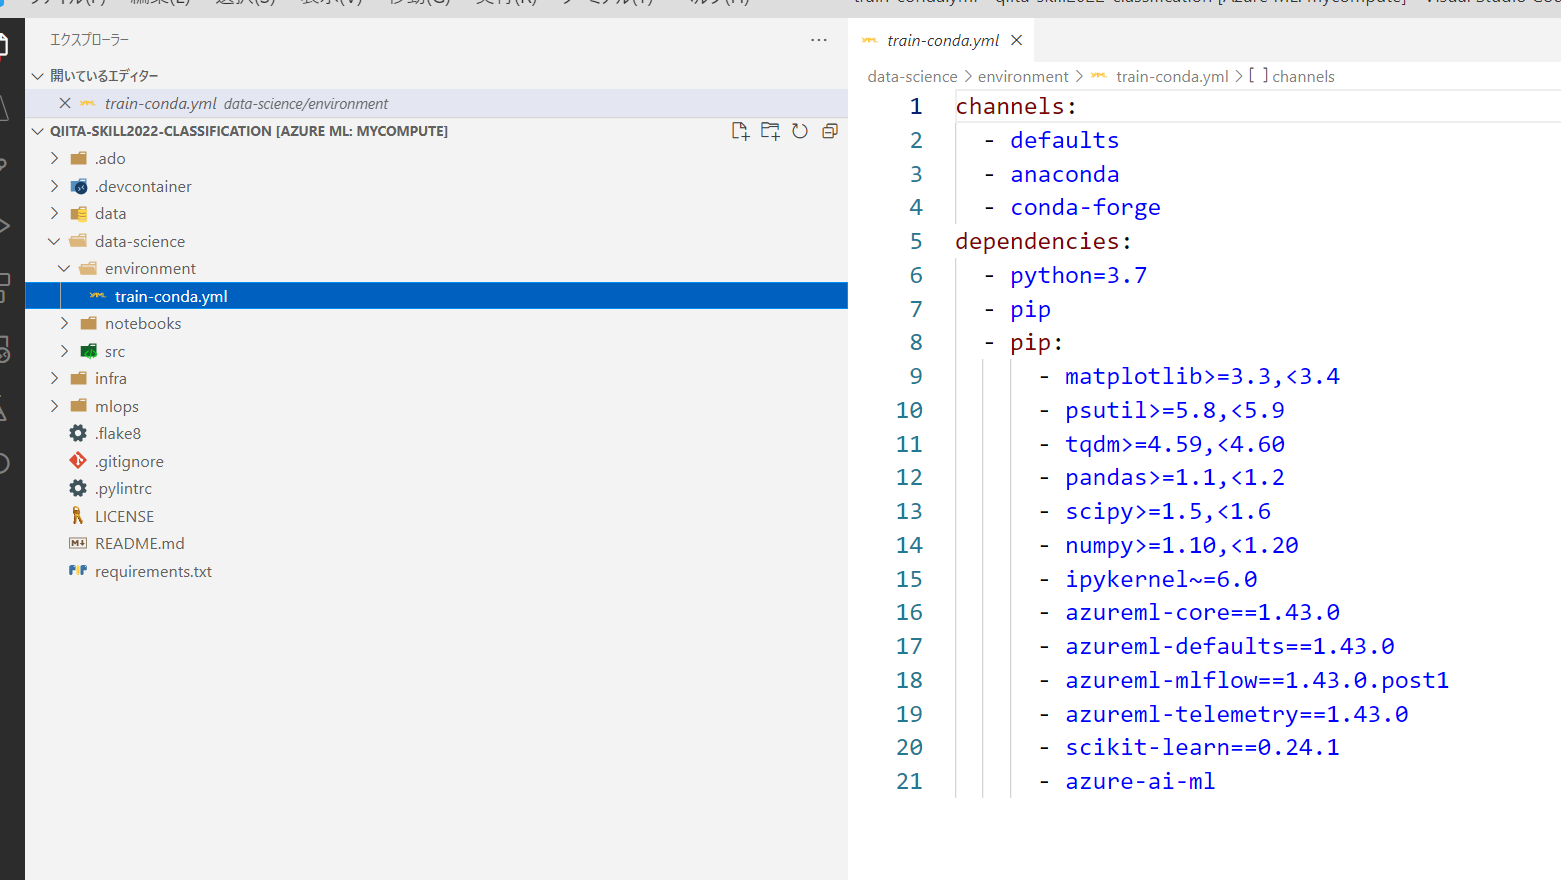 エクスプローラー
開いているエディター
train-conda.yml data-science/environment
QIITA-SKILL2022-CLASSIFICATION [AZURE ML: MYCOMPUTE]
.ado
.devcontainer
data
data-science
environment
train-conda.yml
notebooks
src
infra
mlops
.flake8
.gitignore
.pylintrc
LICENSE
README.md
requirements.txt
train-conda.yml
data-science > environment > train-conda.yml > [ ] channels
1 channels:
2 - defaults
3 - anaconda
4 - conda-forge
5 dependencies:
6 - python=3.7
7 - pip
8 - pip:
9 - matplotlib>=3.3,<3.4
10 - psutil>=5.8,<5.9
11 - tqdm>=4.59,<4.60
12 - pandas>=1.1,<1.2
13 - scipy>=1.5,<1.6
14 - numpy>=1.10,<1.20
15 - ipykernel~=6.0
16 - azureml-core==1.43.0
17 - azureml-defaults==1.43.0
18 - azureml-mlflow==1.43.0.post1
19 - azureml-telemetry==1.43.0
20 - scikit-learn==0.24.1
21 - azure-ai-ml